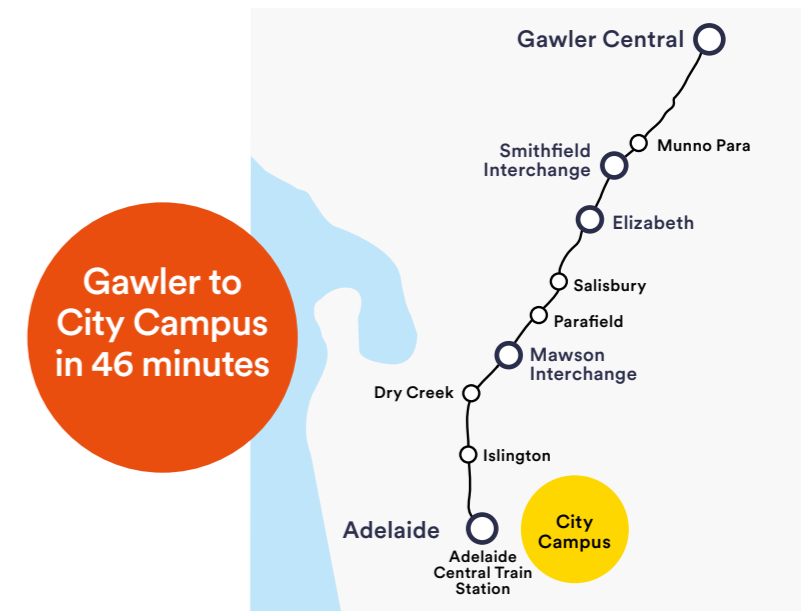 Gawler Central
Munno Para
Smithfield
Interchange
Elizabeth
Salisbury
Parafield
Mawson
Interchange
Dry Creek
Islington
Adelaide
Adelaide
Central Train
Station
City
Campus
Gawler to
City Campus
in 46 minutes